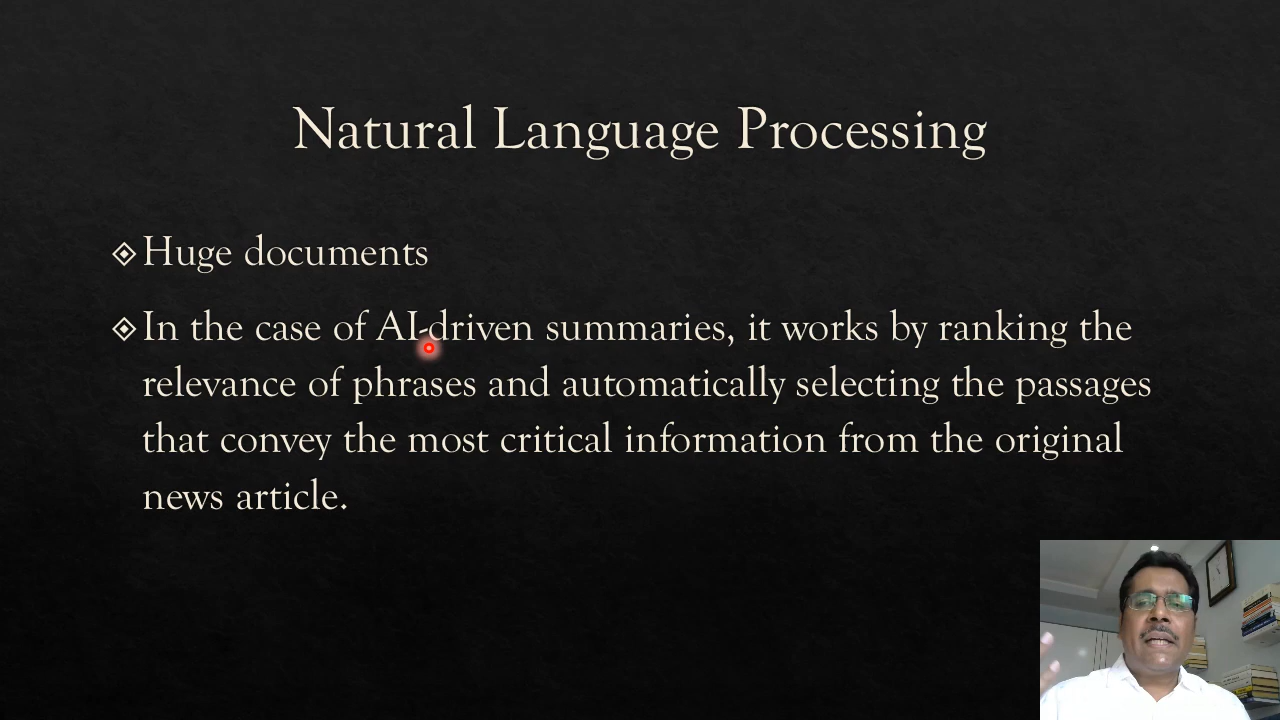 Natural Language Processing
Huge documents
In the case of AI-driven summaries, it works by ranking the
relevance of phrases and automatically selecting the passages
that convey the most critical information from the original
news article.